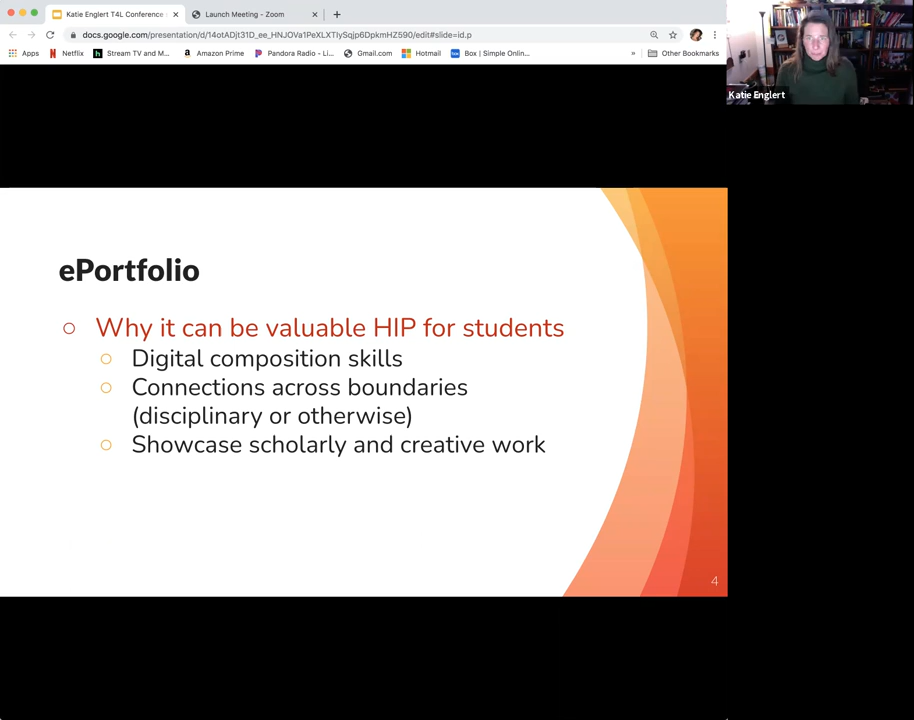 Katie Englert T4L Conference
Launch Meeting - Zoom
docs.google.com/presentation/d/14otADjt31D_ee_HNJOVa1PeXLXTIySqjp6DpkmHZ590/edit#slide=id.p
Apps
Netflix
Stream TV and M...
Amazon Prime
Pandora Radio - Li...
Gmail.com
Hotmail
Box | Simple Onlin...
»
Other Bookmarks
Katie Englert
ePortfolio
Why it can be valuable HIP for students
Digital composition skills
Connections across boundaries
(disciplinary or otherwise)
Showcase scholarly and creative work
4